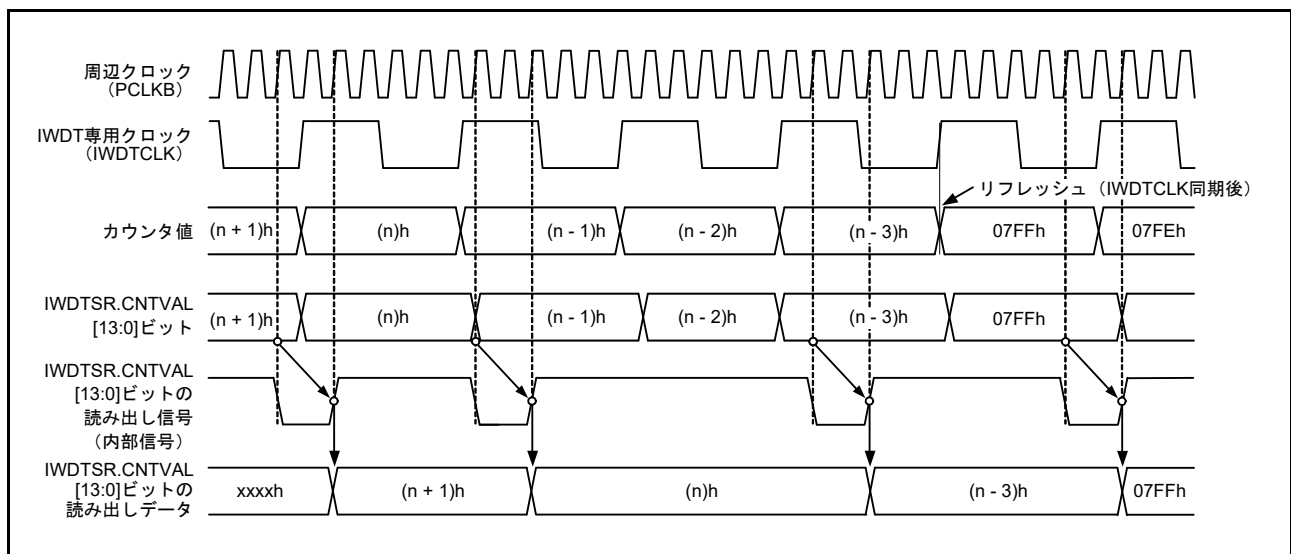 周辺クロック
（PCLKB）
IWDT専用クロック
（IWDTCLK）
リフレッシュ（IWDTCLK同期後）
カウンタ値 (n + 1)h (n)h (n - 1)h (n - 2)h (n - 3)h 07FFh 07FEh
IWDTSR.CNTVAL
[13:0]ビット (n + 1)h (n)h (n - 1)h (n - 2)h (n - 3)h 07FFh
IWDTSR.CNTVAL
[13:0]ビットの
読み出し信号
（内部信号）
IWDTSR.CNTVAL
[13:0]ビットの
読み出しデータ
xxxxh (n + 1)h (n)h (n - 3)h 07FFh